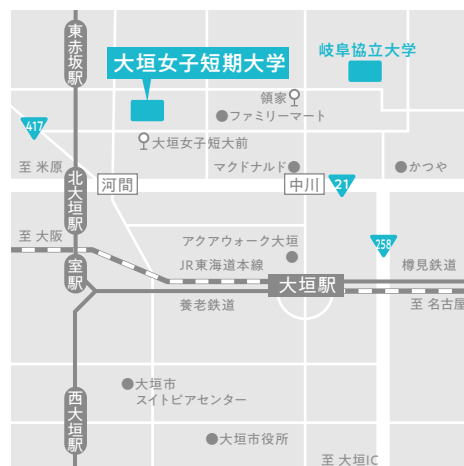 東赤坂駅
大垣女子短期大学
岐阜協立大学
領家
ファミリーマート
417
大垣女子短大前
至 米原
河間
マクドナルド
かつや
中川
21
北大垣駅
至 大阪
アクアウォーク大垣
258
室駅
JR東海道本線
樽見鉄道
大垣駅
養老鉄道
至 名古屋
大垣市
スイトピアセンター
西大垣駅
大垣市役所
至 大垣IC